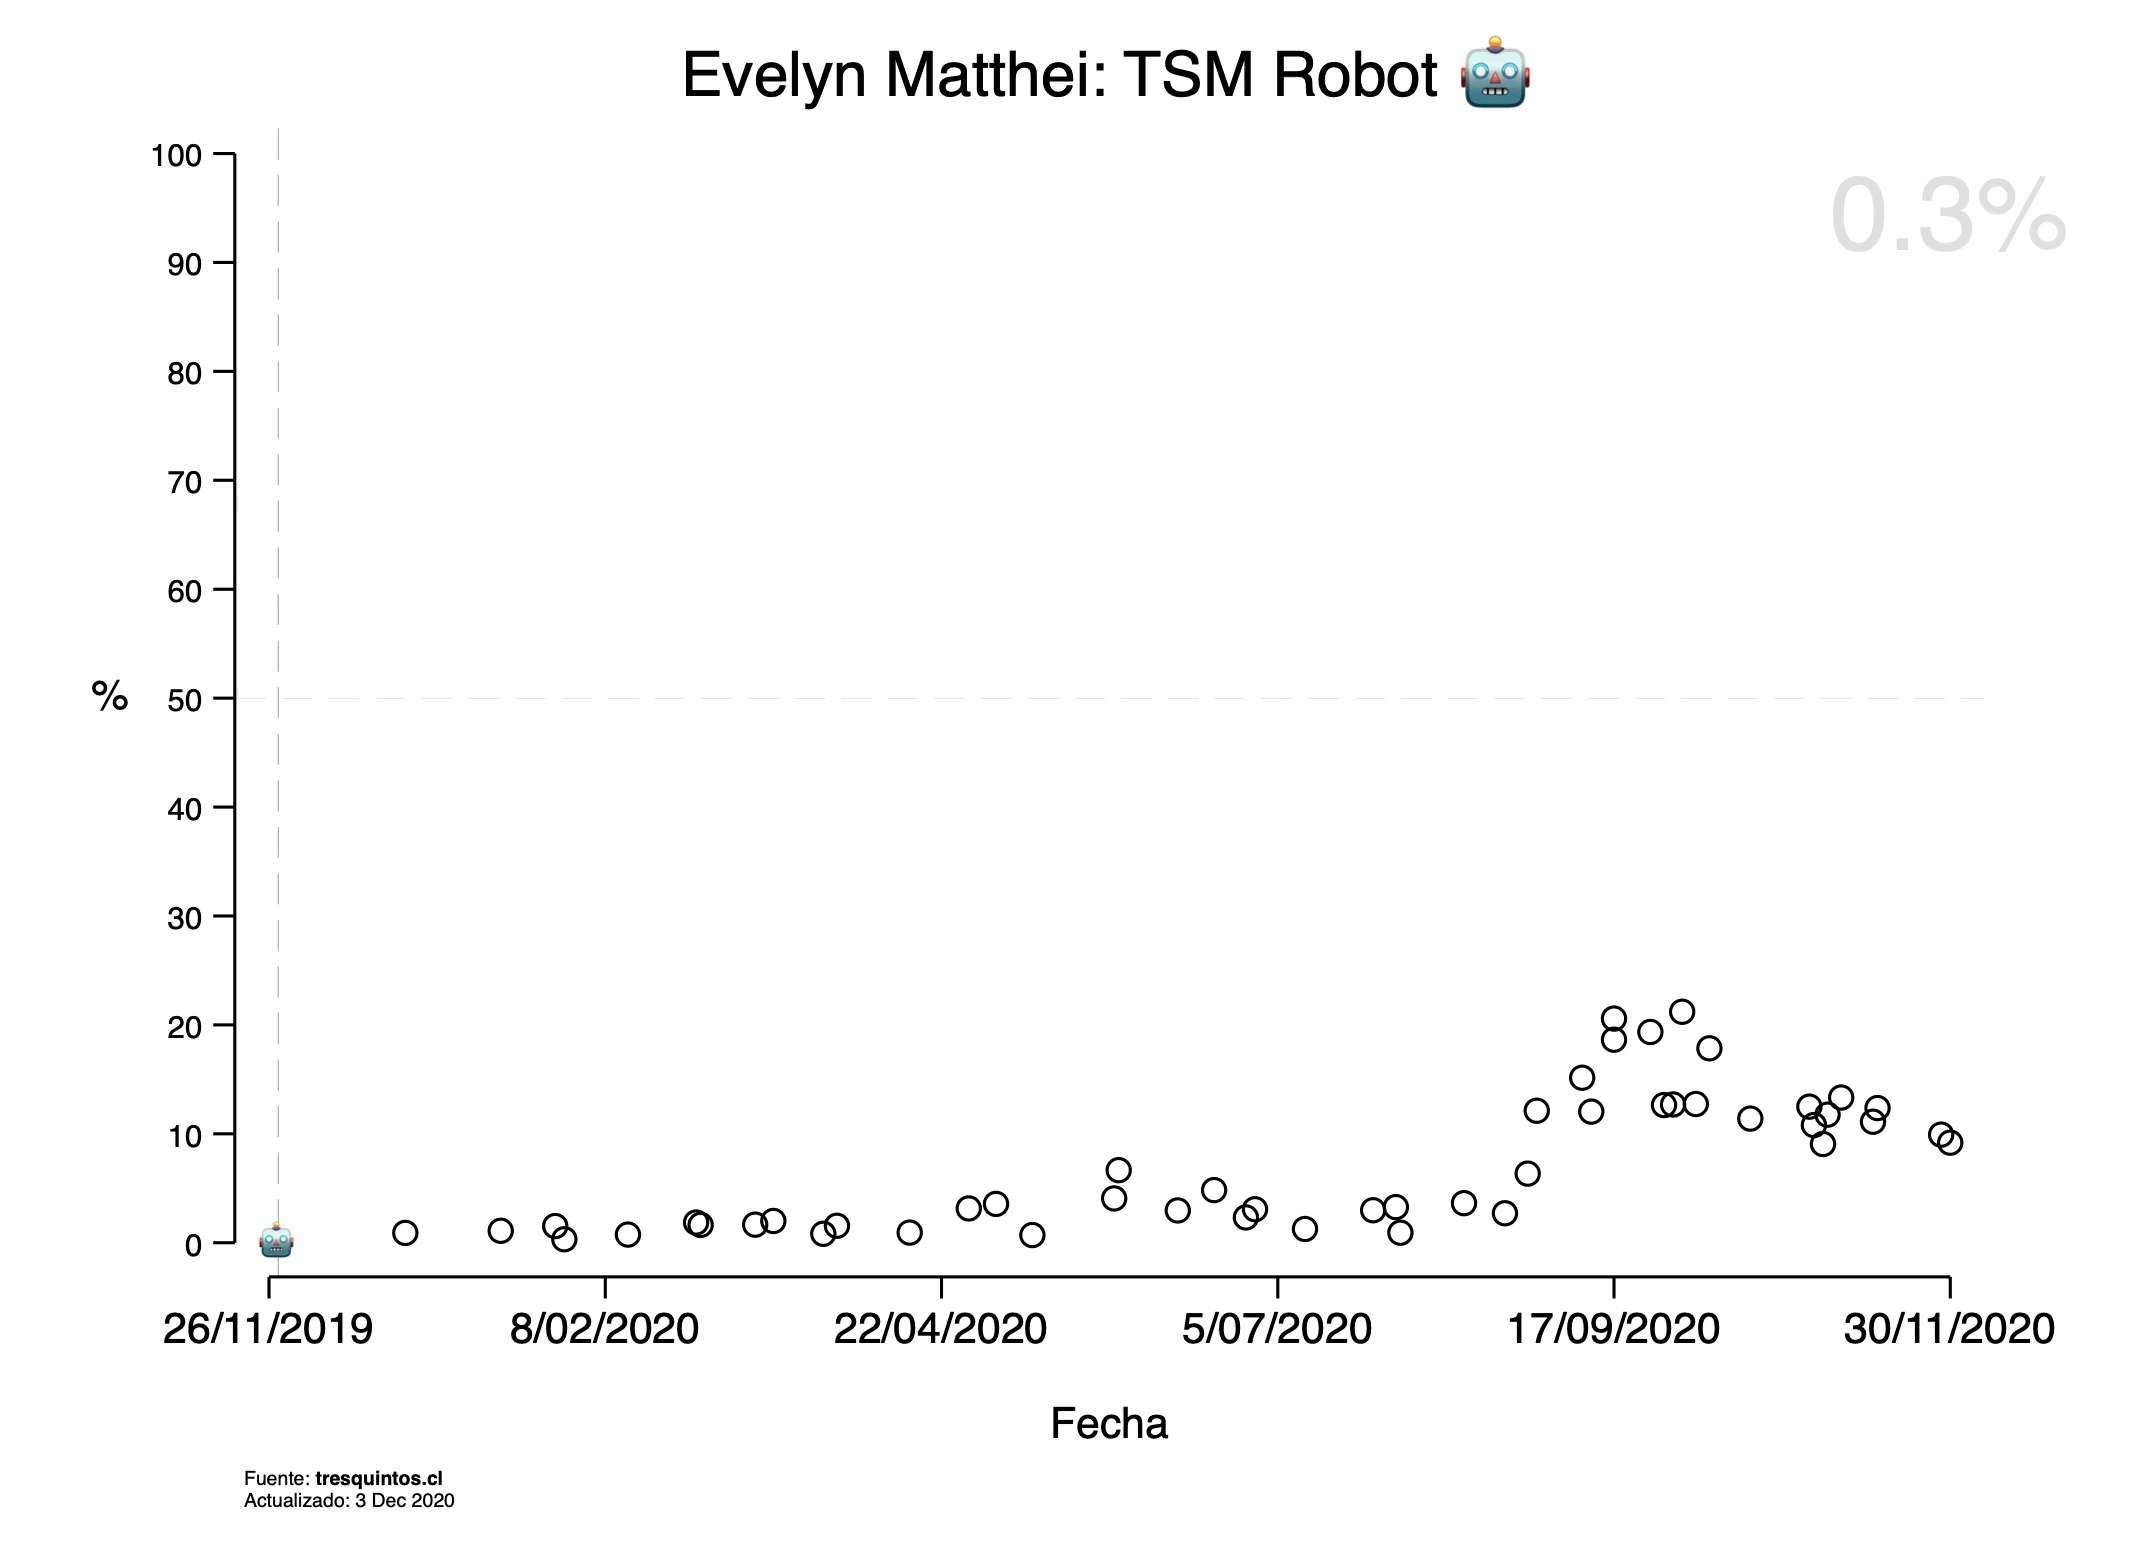 Evelyn Matthei: TSM Robot 🤖
0.3%
100
90
80
70
60
50
40
30
20
10
0
%
26/11/2019 8/02/2020 22/04/2020 5/07/2020 17/09/2020 30/11/2020
Fecha
Fuente: tresquintos.cl
Actualizado: 3 Dec 2020